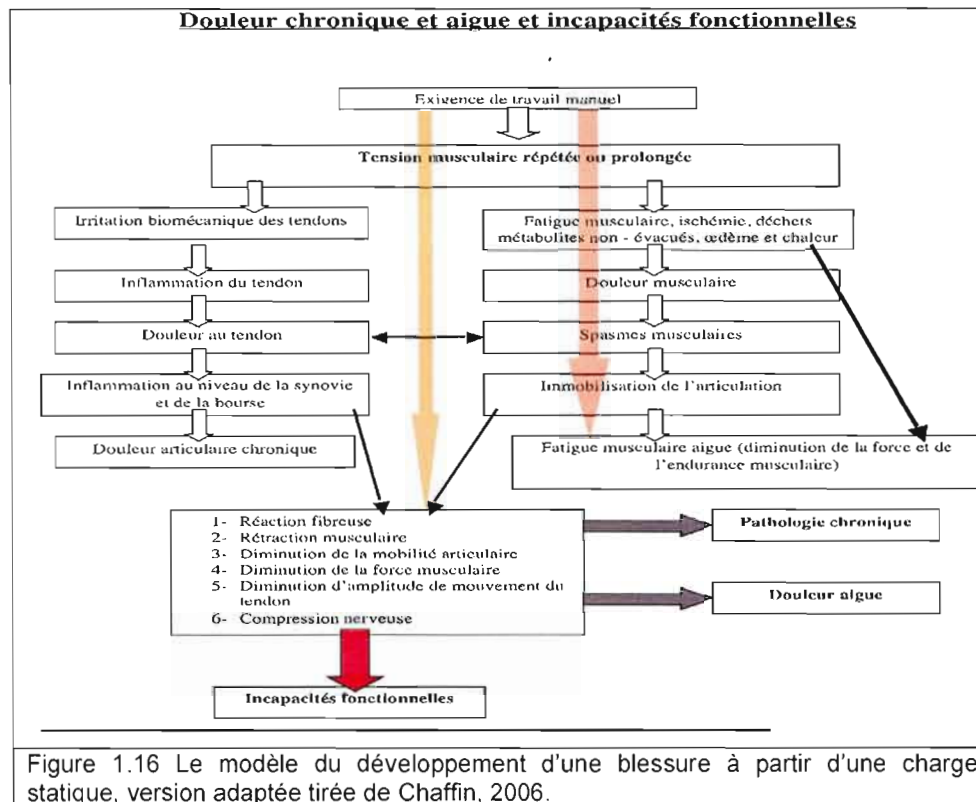 Douleur chronique et aigue et incapacités fonctionnelles
Exigence de travail manuel
Tension musculaire répétée ou prolongée
Irritation biomécanique des tendons
Fatigue musculaire, ischémie, déchets
métabolites non - évacués, œdème et chaleur
Inflammation du tendon
Douleur musculaire
Douleur au tendon
Spasmes musculaires
Inflammation au niveau de la synovie
et de la bourse
Immobilisation de l'articulation
Douleur articulaire chronique
Fatigue musculaire aigue (diminution de la force et de
l'endurance musculaire)
1- Réaction fibreuse
2- Rétraction musculaire
3- Diminution de la mobilité articulaire
4- Diminution de la force musculaire
5- Diminution d'amplitude de mouvement du
tendon
6- Compression nerveuse
Pathologie chronique
Douleur aigue
Incapacités fonctionnelles
Figure 1.16 Le modèle du développement d'une blessure à partir d'une charge
statique, version adaptée tirée de Chaffin, 2006.